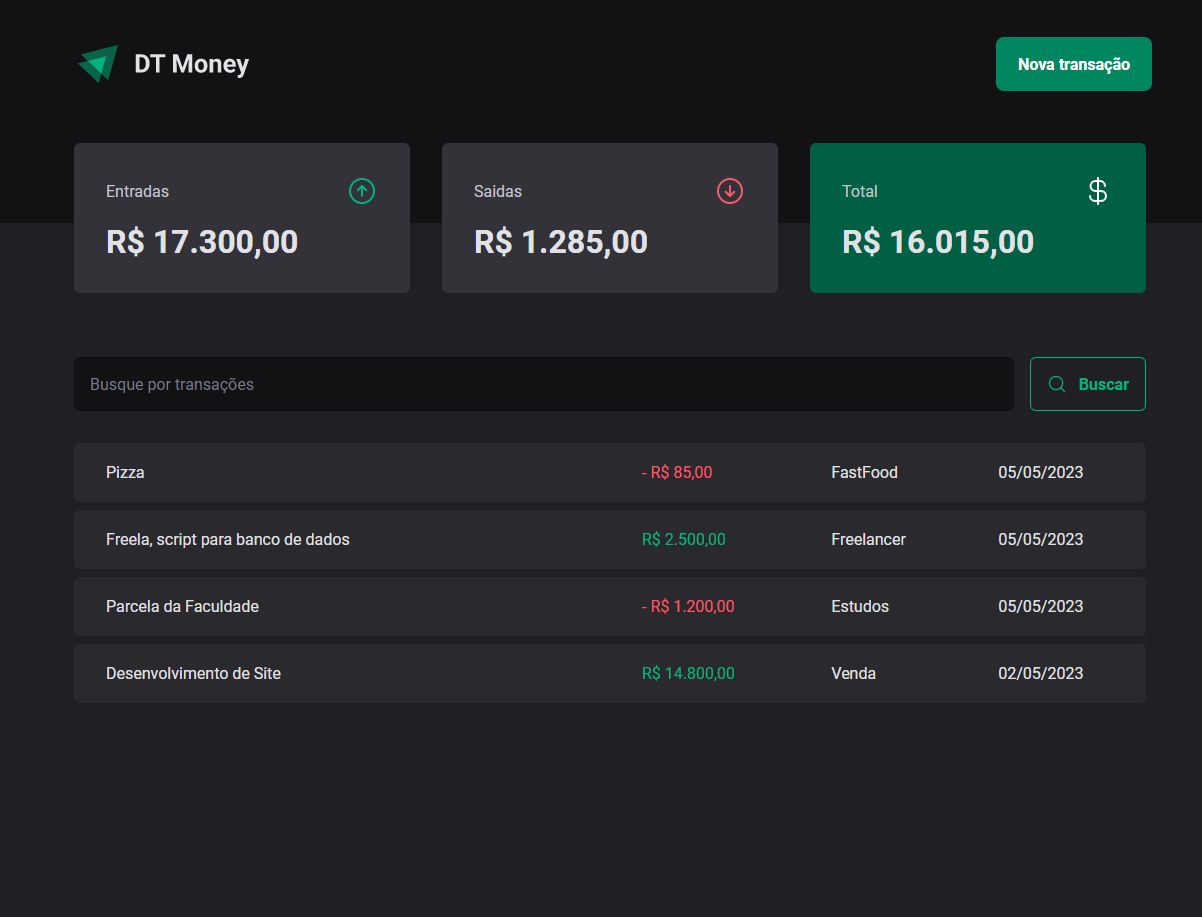 DT Money
Nova transação
Entradas
R$ 17.300,00
Saidas
R$ 1.285,00
Total
R$ 16.015,00
Busque por transações
Buscar
Pizza - R$ 85,00 FastFood 05/05/2023
Freela, script para banco de dados R$ 2.500,00 Freelancer 05/05/2023
Parcela da Faculdade - R$ 1.200,00 Estudos 05/05/2023
Desenvolvimento de Site R$ 14.800,00 Venda 02/05/2023